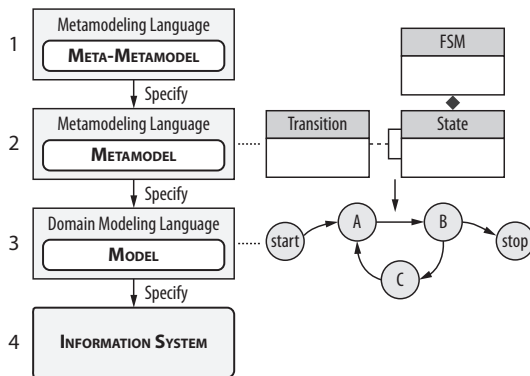 1
Metamodeling Language
META-METAMODEL
Specify
2
Metamodeling Language
METAMODEL
Specify
3
Domain Modeling Language
MODEL
Specify
4
INFORMATION SYSTEM
FSM
Transition
State
start
A
B
stop
C